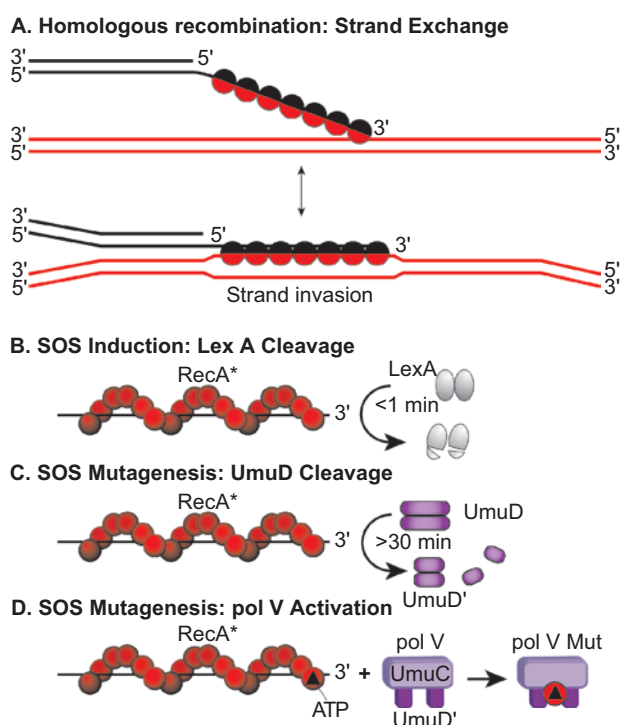 A. Homologous recombination: Strand Exchange
3' 5'
5'
3'
3' 5'
5' 3'
3' 5'
5' 3'
3' 5'
5' 3'
Strand invasion
B. SOS Induction: Lex A Cleavage
RecA* LexA
3' <1 min
C. SOS Mutagenesis: UmuD Cleavage
RecA* UmuD
3' >30 min
UmuD'
D. SOS Mutagenesis: pol V Activation
RecA* pol V pol V Mut
3' + UmuC
ATP UmuD'